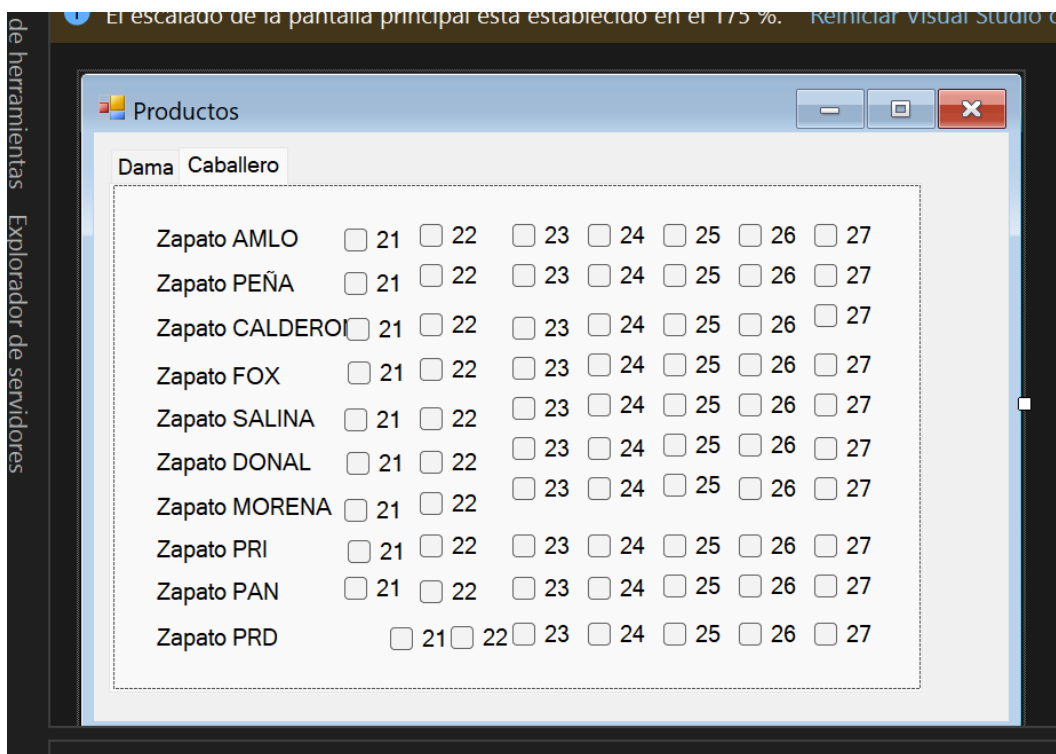 El escalado de la pantalla principal está establecido en el 175 %. Reiniciar Visual Studio
de herramientas
Explorador de servidores
Productos
Dama Caballero
Zapato AMLO 21 22 23 24 25 26 27
Zapato PEÑA 21 22 23 24 25 26 27
Zapato CALDERON 21 22 23 24 25 26 27
Zapato FOX 21 22 23 24 25 26 27
Zapato SALINA 21 22 23 24 25 26 27
Zapato DONAL 21 22 23 24 25 26 27
Zapato MORENA 21 22 23 24 25 26 27
Zapato PRI 21 22 23 24 25 26 27
Zapato PAN 21 22 23 24 25 26 27
Zapato PRD 21 22 23 24 25 26 27